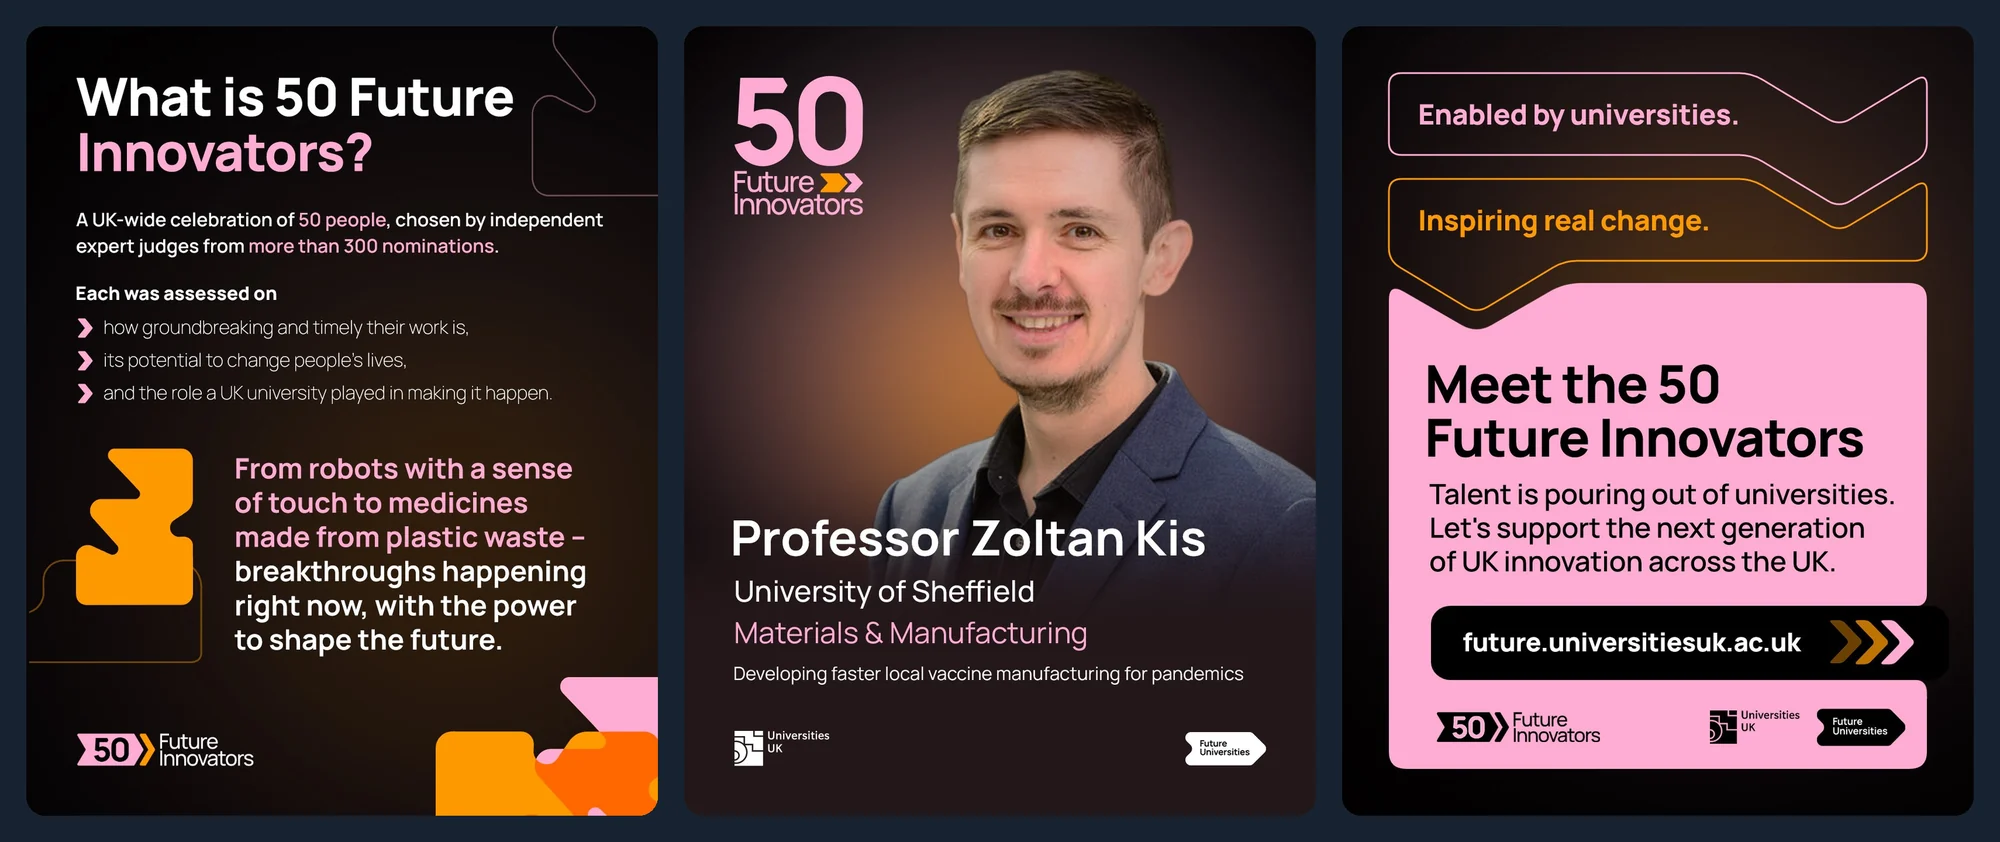 What is 50 Future
Innovators?
A UK-wide celebration of 50 people, chosen by independent
expert judges from more than 300 nominations.
Each was assessed on
how groundbreaking and timely their work is,
its potential to change people's lives,
and the role a UK university played in making it happen.
From robots with a sense
of touch to medicines
made from plastic waste –
breakthroughs happening
right now, with the power
to shape the future.
50 Future
Innovators
50
Future
Innovators
Professor Zoltan Kis
University of Sheffield
Materials & Manufacturing
Developing faster local vaccine manufacturing for pandemics
Universities
UK
Future
Universities
Enabled by universities.
Inspiring real change.
Meet the 50
Future Innovators
Talent is pouring out of universities.
Let's support the next generation
of UK innovation across the UK.
future.universitiesuk.ac.uk
50 Future
Innovators
Universities
UK
Future
Universities